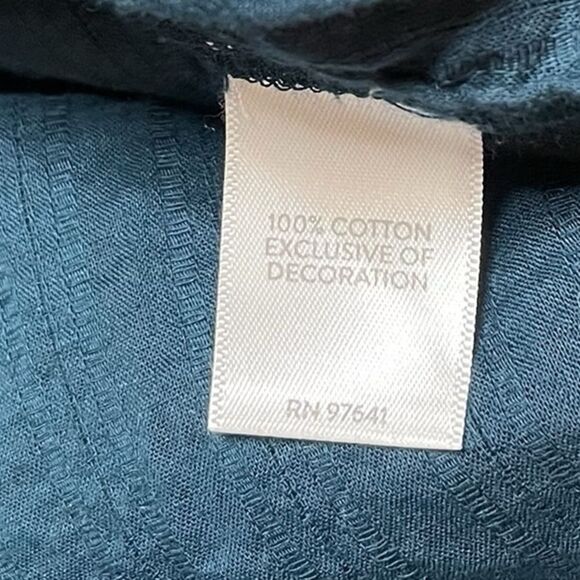 100% COTTON
EXCLUSIVE OF
DECORATION
RN 97641